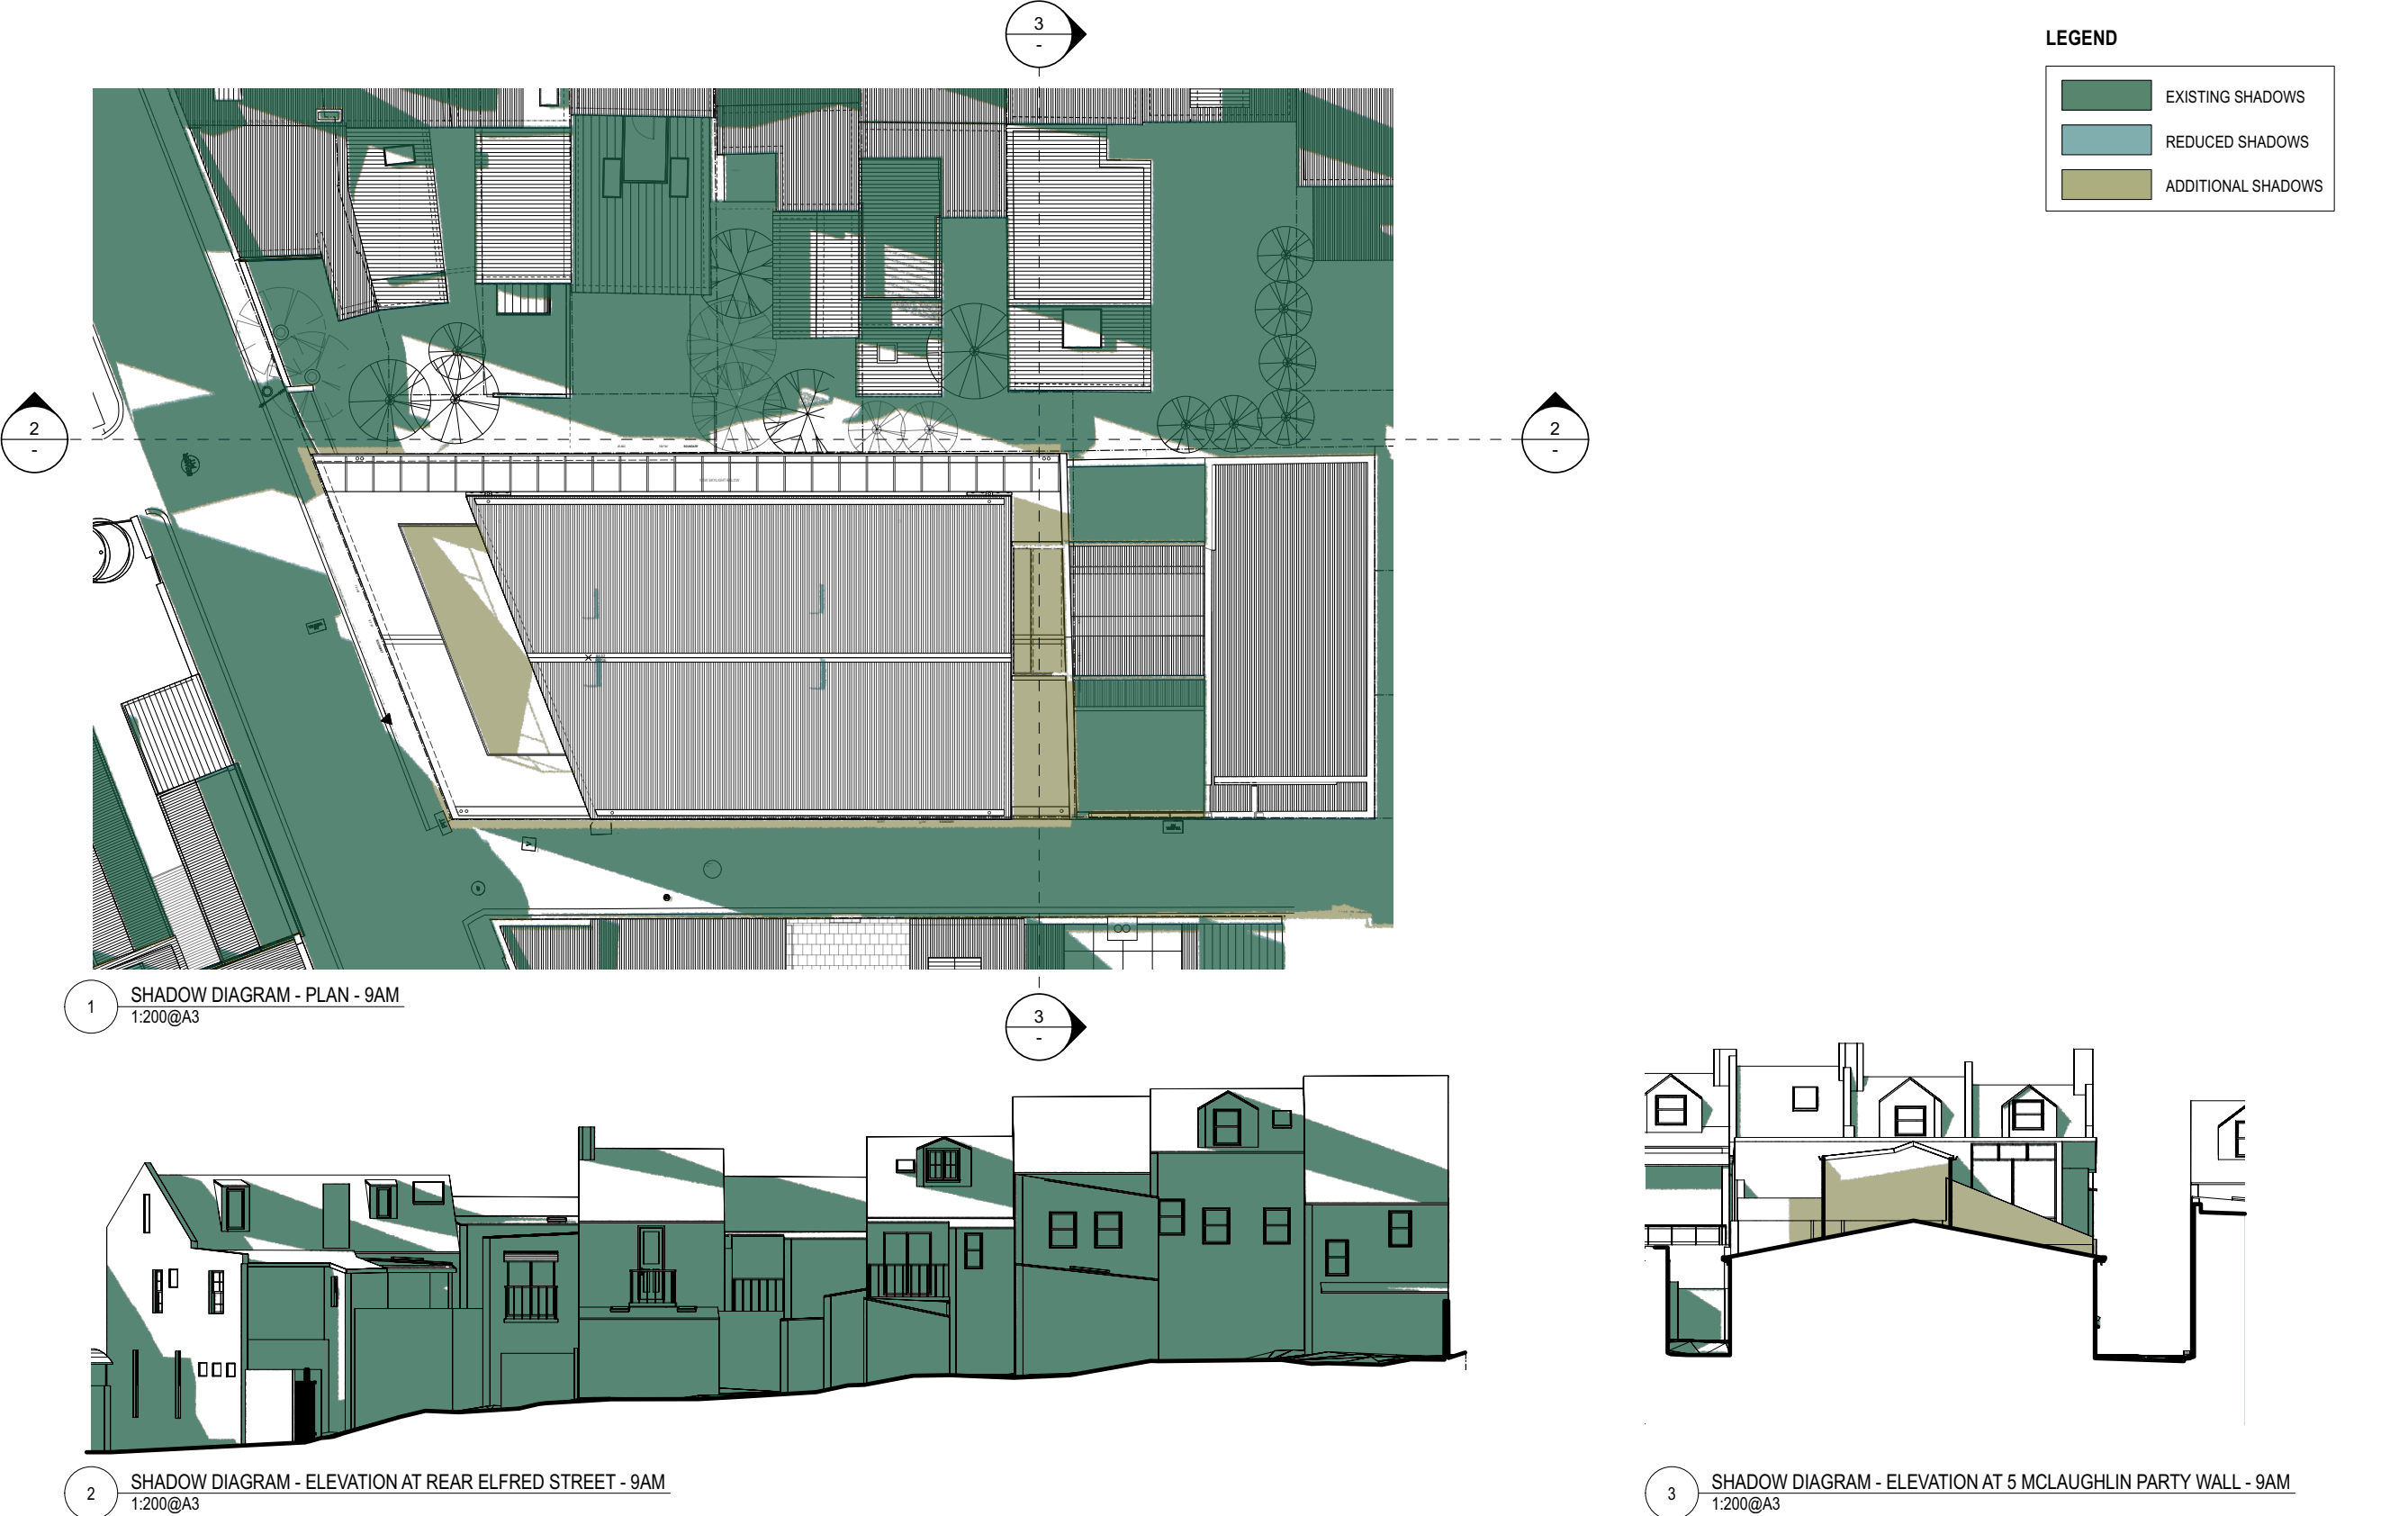 3
-
LEGEND
EXISTING SHADOWS
REDUCED SHADOWS
ADDITIONAL SHADOWS
2
-
2
-
1
SHADOW DIAGRAM - PLAN - 9AM
1:200@A3
3
-
2
SHADOW DIAGRAM - ELEVATION AT REAR ELFRED STREET - 9AM
1:200@A3
3
SHADOW DIAGRAM - ELEVATION AT 5 MCLAUGHLIN PARTY WALL - 9AM
1:200@A3